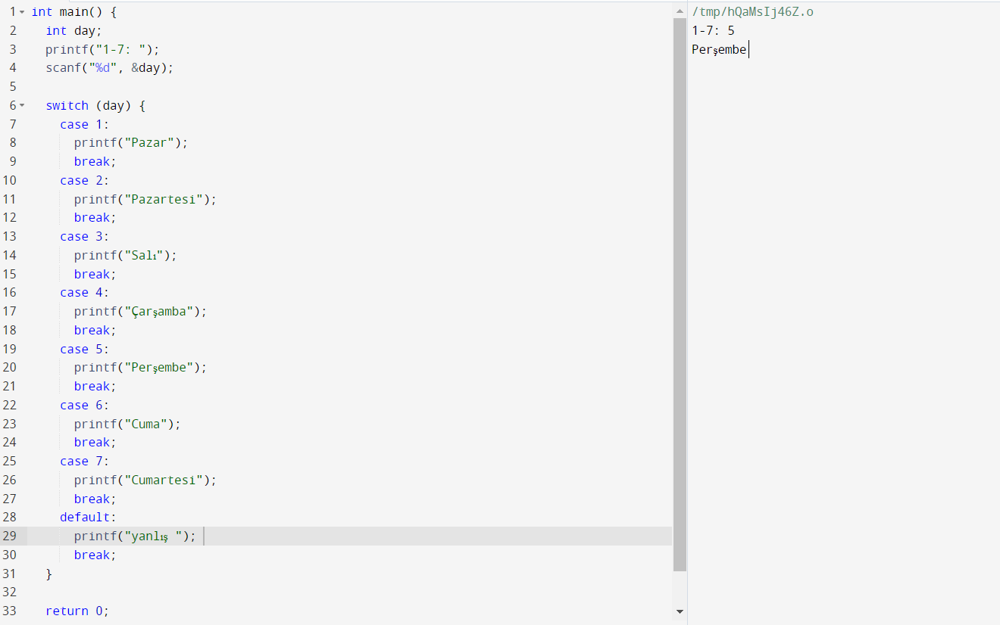 1 int main() {
2 int day;
3 printf("1-7: ");
4 scanf("%d", &day);
5
6 switch (day) {
7 case 1:
8 printf("Pazar");
9 break;
10 case 2:
11 printf("Pazartesi");
12 break;
13 case 3:
14 printf("Salı");
15 break;
16 case 4:
17 printf("Çarşamba");
18 break;
19 case 5:
20 printf("Perşembe");
21 break;
22 case 6:
23 printf("Cuma");
24 break;
25 case 7:
26 printf("Cumartesi");
27 break;
28 default:
29 printf("yanlış ");
30 break;
31 }
32
33 return 0;
/tmp/hQaMsIj46Z.o
1-7: 5
Perşembe